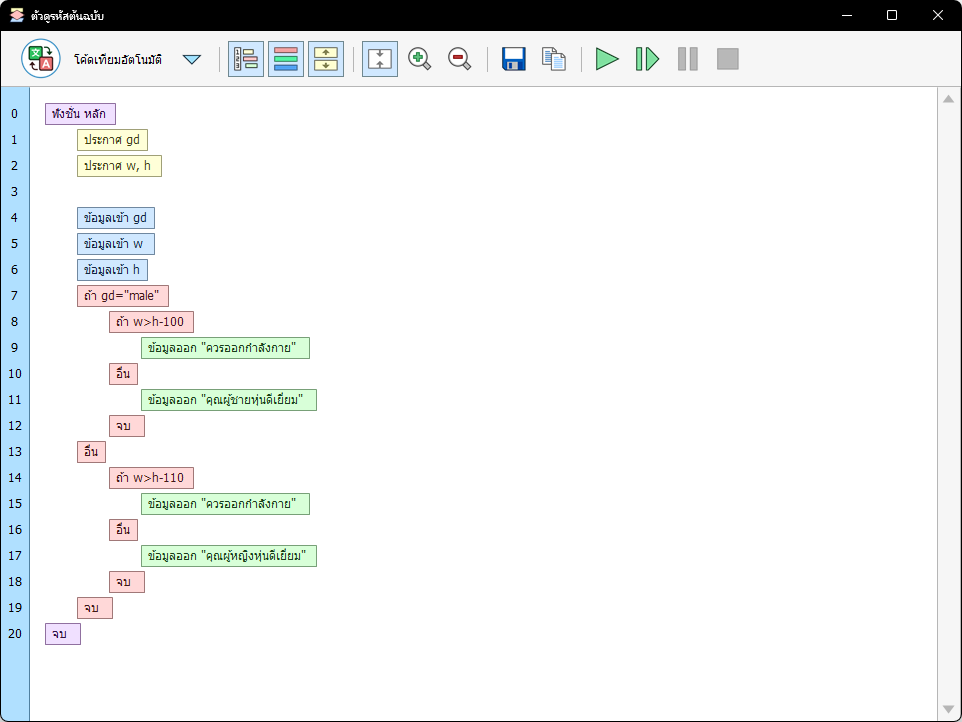 ตัวดูรหัสต้นฉบับ
โค้ดเทียมอัตโนมัติ
0 ฟังชั่น หลัก
1 ประกาศ gd
2 ประกาศ w, h
3
4 ข้อมูลเข้า gd
5 ข้อมูลเข้า w
6 ข้อมูลเข้า h
7 ถ้า gd="male"
8 ถ้า w>h-100
9 ข้อมูลออก "ควรออกกำลังกาย"
10 อื่น
11 ข้อมูลออก "คุณผู้ชายหุ่นดีเยี่ยม"
12 จบ
13 อื่น
14 ถ้า w>h-110
15 ข้อมูลออก "ควรออกกำลังกาย"
16 อื่น
17 ข้อมูลออก "คุณผู้หญิงหุ่นดีเยี่ยม"
18 จบ
19 จบ
20 จบ